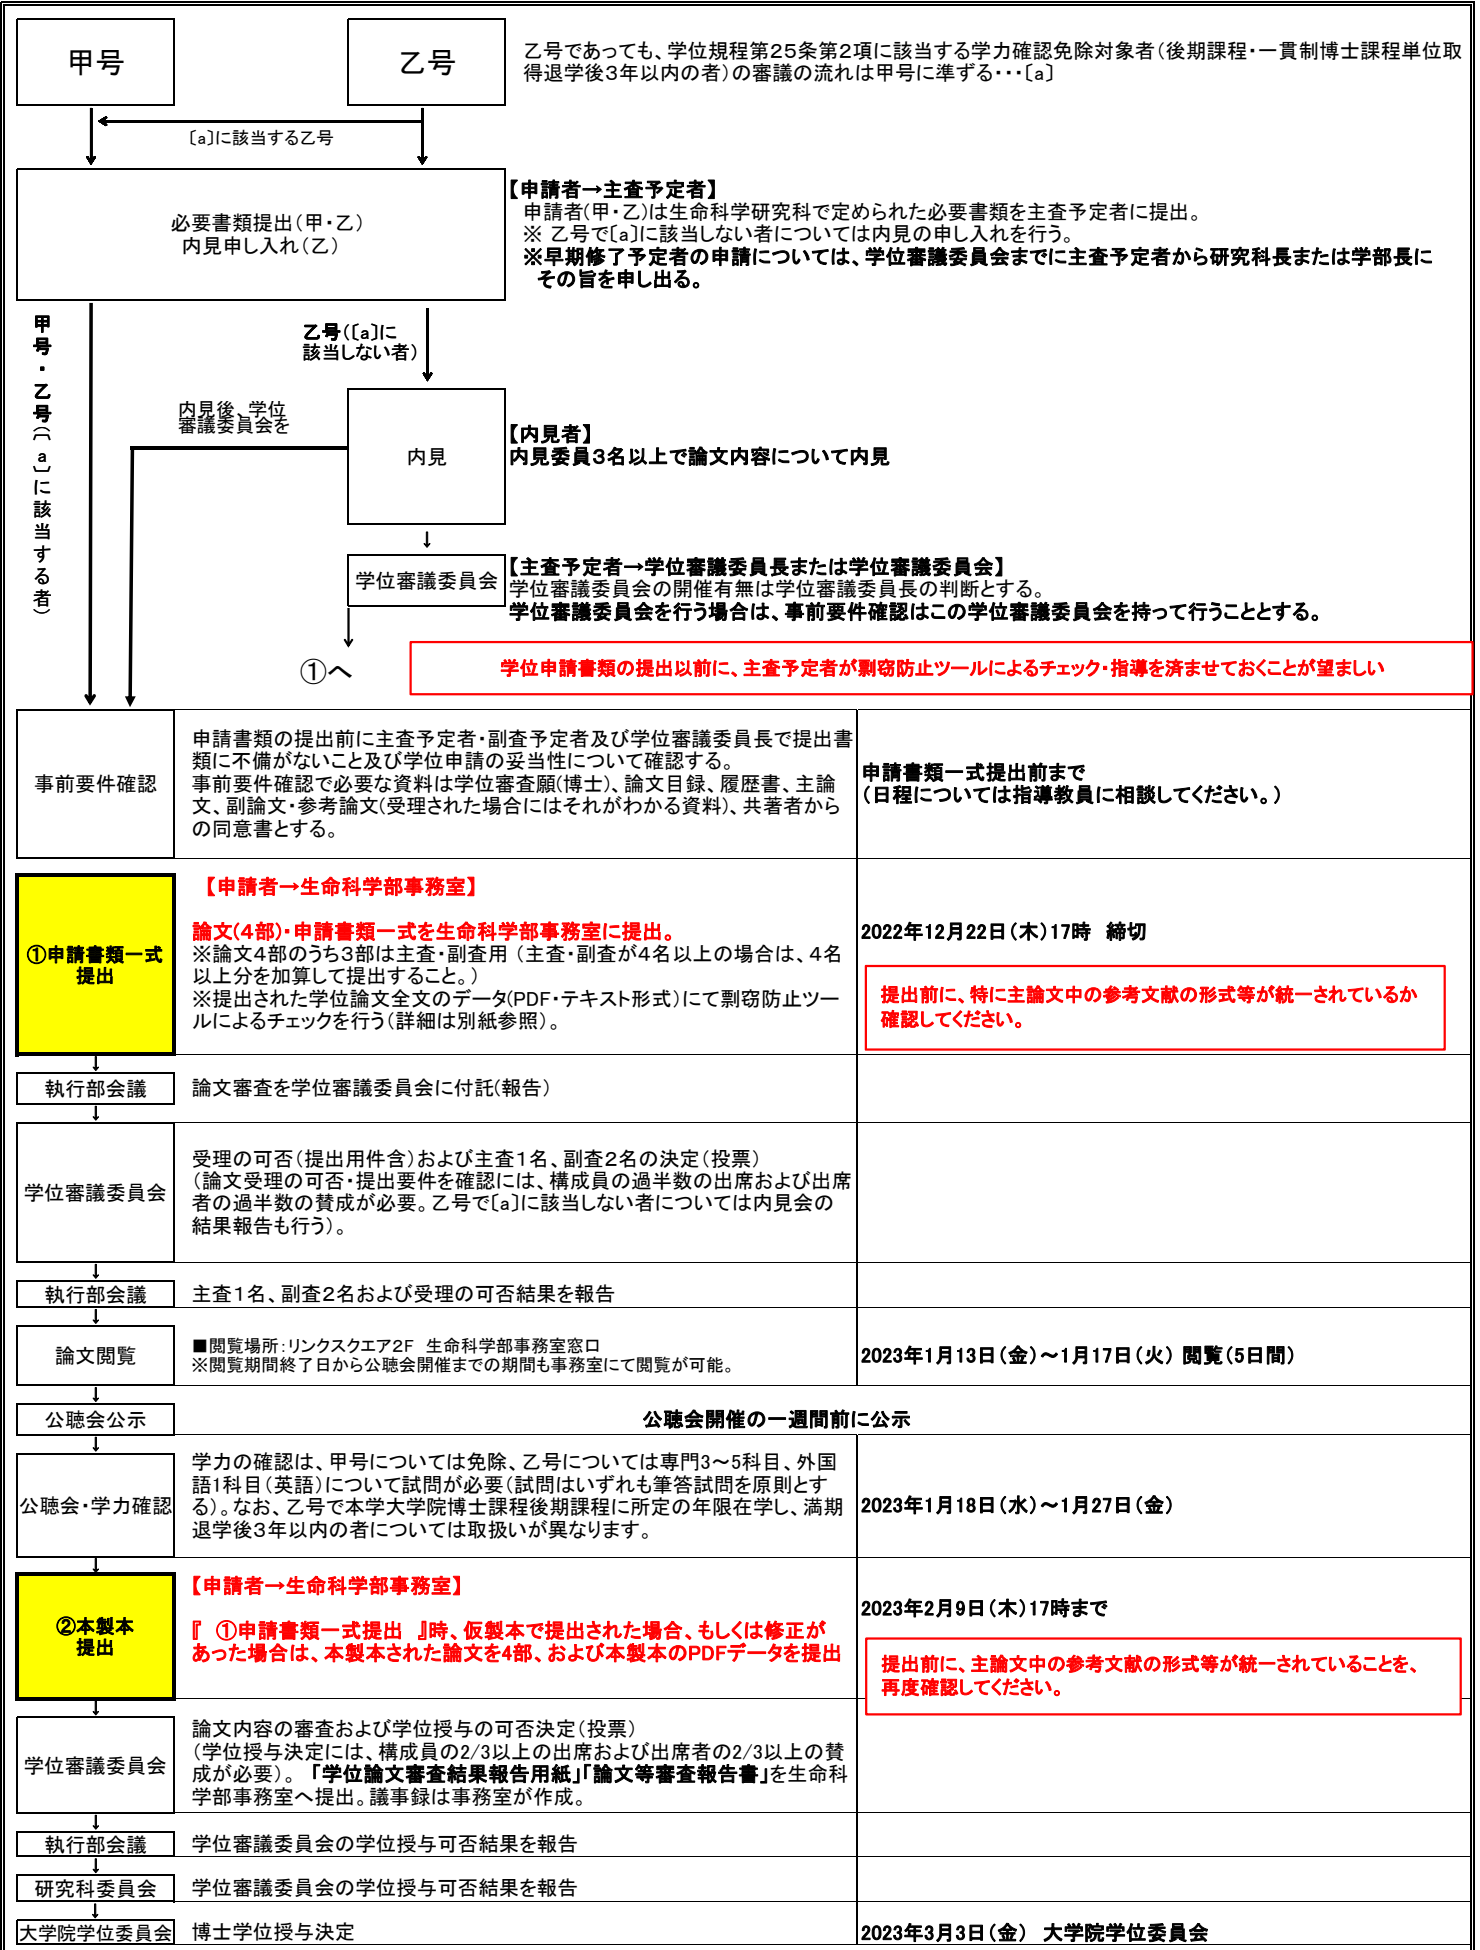 甲号
乙号
乙号であっても、学位規程第25条第2項に該当する学力確認免除対象者（後期課程・一貫制博士課程単位取
得退学後3年以内の者）の審議の流れは甲号に準ずる・・・〔a〕
〔a〕に該当する乙号
必要書類提出（甲・乙）
内見申し入れ（乙）
【申請者→主査予定者】
申請者(甲・乙)は生命科学研究科で定められた必要書類を主査予定者に提出。
※ 乙号で〔a〕に該当しない者については内見の申し入れを行う。
※早期修了予定者の申請については、学位審議委員会までに主査予定者から研究科長または学部長に
その旨を申し出る。
甲号・乙号（〔a〕に該当する者）
乙号（〔a〕に
該当しない者）
内見後、学位
審議委員会を
内見
【内見者】
内見委員3名以上で論文内容について内見
↓
学位審議委員会
【主査予定者→学位審議委員長または学位審議委員会】
学位審議委員会の開催有無は学位審議委員長の判断とする。
学位審議委員会を行う場合は、事前要件確認はこの学位審議委員会を持って行うこととする。
①へ
学位申請書類の提出以前に、主査予定者が剽窃防止ツールによるチェック・指導を済ませておくことが望ましい
事前要件確認
申請書類の提出前に主査予定者・副査予定者及び学位審議委員長で提出書
類に不備がないこと及び学位申請の妥当性について確認する。
事前要件確認で必要な資料は学位審査願(博士)、論文目録、履歴書、主論
文、副論文・参考論文(受理された場合にはそれがわかる資料)、共著者から
の同意書とする。
申請書類一式提出前まで
（日程については指導教員に相談してください。）
①申請書類一式
提出
【申請者→生命科学部事務室】
論文(4部)・申請書類一式を生命科学部事務室に提出。
※論文4部のうち3部は主査・副査用（主査・副査が4名以上の場合は、4名
以上分を加算して提出すること。）
※提出された学位論文全文のデータ(PDF・テキスト形式)にて剽窃防止ツー
ルによるチェックを行う（詳細は別紙参照）。
2022年12月22日（木）17時　締切
提出前に、特に主論文中の参考文献の形式等が統一されているか
確認してください。
↓
執行部会議
論文審査を学位審議委員会に付託(報告）
↓
学位審議委員会
受理の可否（提出用件含）および主査1名、副査2名の決定（投票）
（論文受理の可否・提出要件を確認には、構成員の過半数の出席および出席
者の過半数の賛成が必要。乙号で〔a〕に該当しない者については内見会の
結果報告も行う）。
↓
執行部会議
主査1名、副査2名および受理の可否結果を報告
↓
論文閲覧
■閲覧場所：リンクスクエア2F　生命科学部事務室窓口
※閲覧期間終了日から公聴会開催までの期間も事務室にて閲覧が可能。
2023年1月13日（金）～1月17日（火） 閲覧（5日間）
↓
公聴会公示
公聴会開催の一週間前に公示
↓
公聴会・学力確認
学力の確認は、甲号については免除、乙号については専門3～5科目、外国
語1科目（英語）について試問が必要（試問はいずれも筆答試問を原則とす
る）。なお、乙号で本学大学院博士課程後期課程に所定の年限在学し、満期
退学後3年以内の者については取扱いが異なります。
2023年1月18日（水）～1月27日（金）
↓
②本製本
提出
【申請者→生命科学部事務室】
『　①申請書類一式提出　』時、仮製本で提出された場合、もしくは修正が
あった場合は、本製本された論文を4部、および本製本のPDFデータを提出
2023年2月9日（木）17時まで
提出前に、主論文中の参考文献の形式等が統一されていることを、
再度確認してください。
↓
学位審議委員会
論文内容の審査および学位授与の可否決定（投票）
（学位授与決定には、構成員の2/3以上の出席および出席者の2/3以上の賛
成が必要）。「学位論文審査結果報告用紙」「論文等審査報告書」を生命科
学部事務室へ提出。議事録は事務室が作成。
↓
執行部会議
学位審議委員会の学位授与可否結果を報告
↓
研究科委員会
学位審議委員会の学位授与可否結果を報告
↓
大学院学位委員会
博士学位授与決定
2023年3月3日（金）　大学院学位委員会